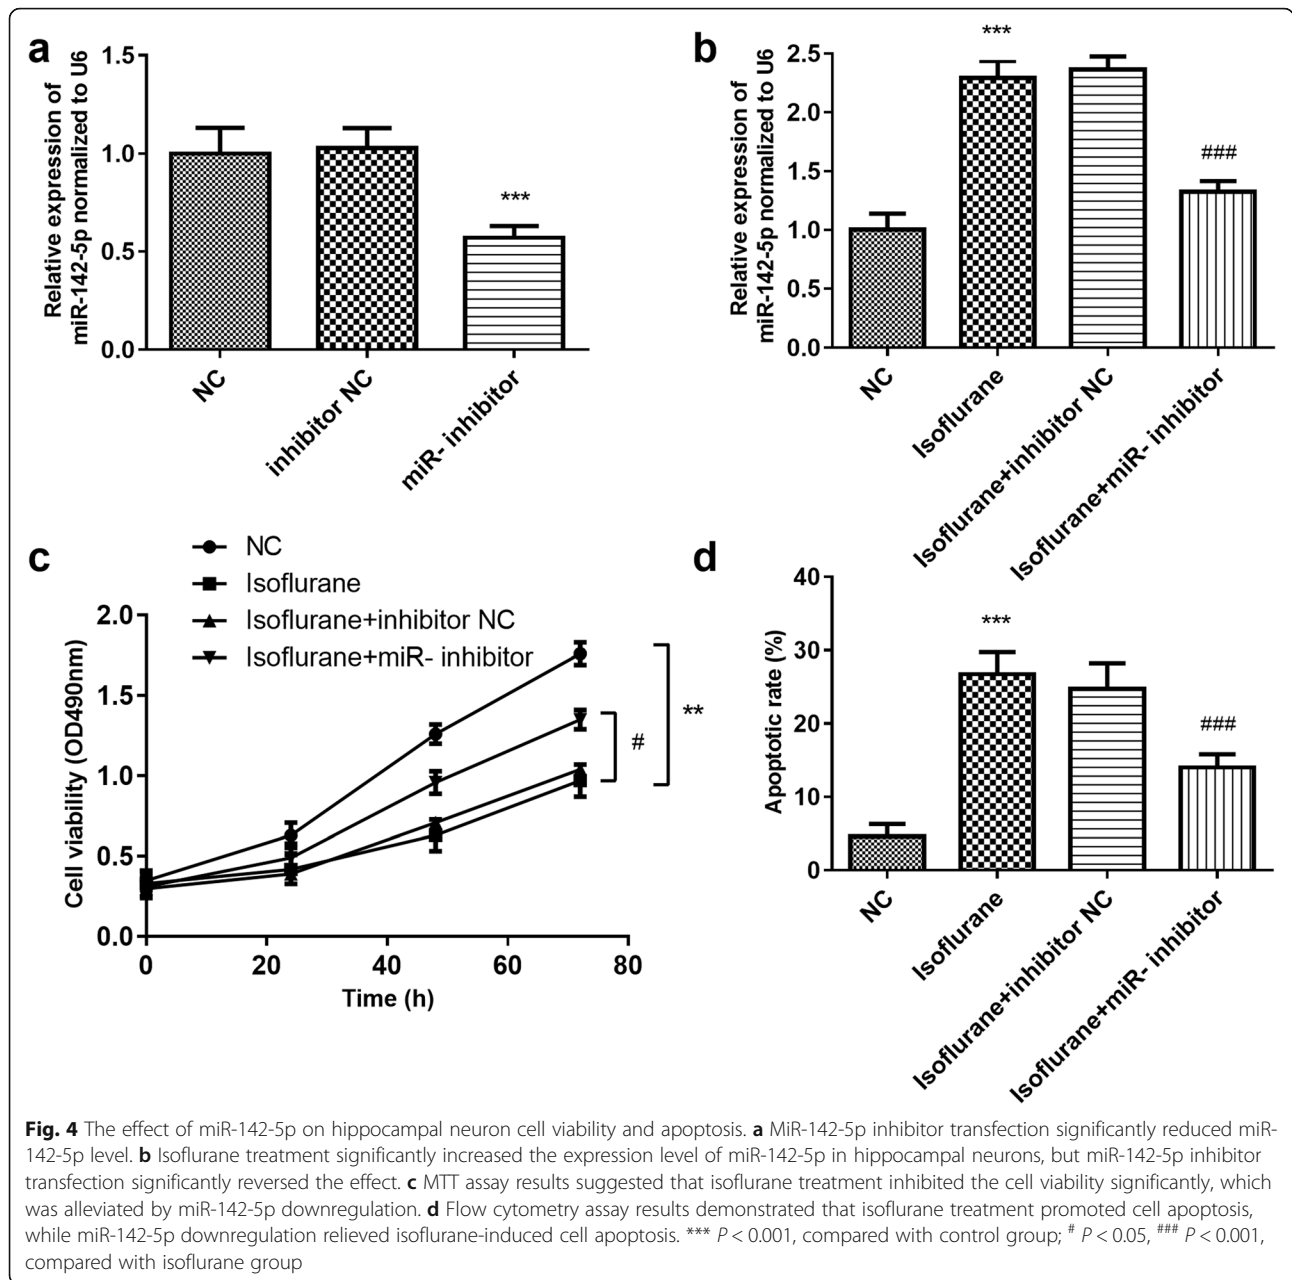 a
1.5
1.0
0.5
0.0
Relative expression of
miR-142-5p normalized to U6
***
NC
inhibitor NC
miR- inhibitor
b
2.5
2.0
1.5
1.0
0.5
0.0
Relative expression of
miR-142-5p normalized to U6
***
###
NC
Isoflurane
Isoflurane+inhibitor NC
Isoflurane+miR- inhibitor
c
NC
Isoflurane
Isoflurane+inhibitor NC
Isoflurane+miR- inhibitor
2.0
1.5
1.0
0.5
0.0
Cell viability (OD490nm)
#
**
0 20 40 60 80
Time (h)
d
40
30
20
10
0
Apoptotic rate (%)
***
###
NC
Isoflurane
Isoflurane+inhibitor NC
Isoflurane+miR- inhibitor
Fig. 4 The effect of miR-142-5p on hippocampal neuron cell viability and apoptosis. a MiR-142-5p inhibitor transfection significantly reduced miR-
142-5p level. b Isoflurane treatment significantly increased the expression level of miR-142-5p in hippocampal neurons, but miR-142-5p inhibitor
transfection significantly reversed the effect. c MTT assay results suggested that isoflurane treatment inhibited the cell viability significantly, which
was alleviated by miR-142-5p downregulation. d Flow cytometry assay results demonstrated that isoflurane treatment promoted cell apoptosis,
while miR-142-5p downregulation relieved isoflurane-induced cell apoptosis. *** P < 0.001, compared with control group; # P < 0.05, ### P < 0.001,
compared with isoflurane group